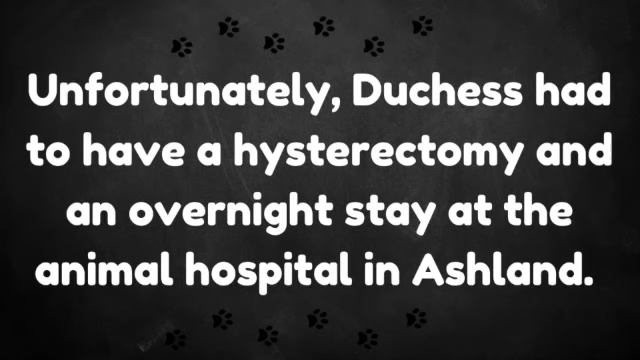 Unfortunately, Duchess had
to have a hysterectomy and
an overnight stay at the
animal hospital in Ashland.